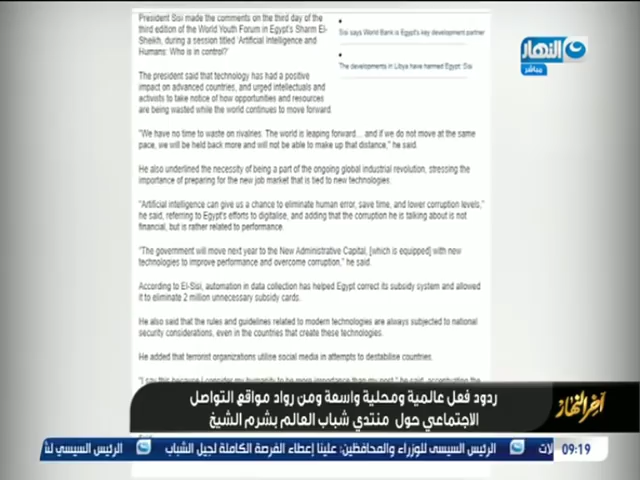 President Sisi made the comments on the third day of the
third edition of the World Youth Forum in Egypt's Sharm El-
Sheikh, during a session titled 'Artificial Intelligence and
Humans: Who is in control?'
Sisi says World Bank is Egypt's key development partner
The developments in Libya have harmed Egypt: Sisi
The president said that technology has had a positive
impact on advanced countries, and urged intellectuals and
activists to take notice of how opportunities and resources
are being wasted while the world continues to move forward.
"We have no time to waste on rivalries. The world is leaping forward... and if we do not move at the same
pace, we will be held back more and will not be able to make up that distance," he said.
He also underlined the necessity of being a part of the ongoing global industrial revolution, stressing the
importance of preparing for the new job market that is tied to new technologies.
"Artificial intelligence can give us a chance to eliminate human error, save time, and lower corruption levels,"
he said, referring to Egypt's efforts to digitalise, and adding that the corruption he is talking about is not
financial, but is rather related to performance.
"The government will move next year to the New Administrative Capital, [which is equipped] with new
technologies to improve performance and overcome corruption," he said.
According to El-Sisi, automation in data collection has helped Egypt correct its subsidy system and allowed
it to eliminate 2 million unnecessary subsidy cards.
He also said that the rules and guidelines related to modern technologies are always subjected to national
security considerations, even in the countries that create these technologies.
He added that terrorist organizations utilise social media in attempts to destabilise countries.
النهار
مباشر
ردود فعل عالمية ومحلية واسعة ومن رواد مواقع التواصل
الاجتماعي حول منتدي شباب العالم بشرم الشيخ
آخر النهار
09:19
لات الرئيس السيسي للوزراء والمحافظين: علينا إعطاء الفرصة الكاملة لجيل الشباب الرئيس السيسي لش